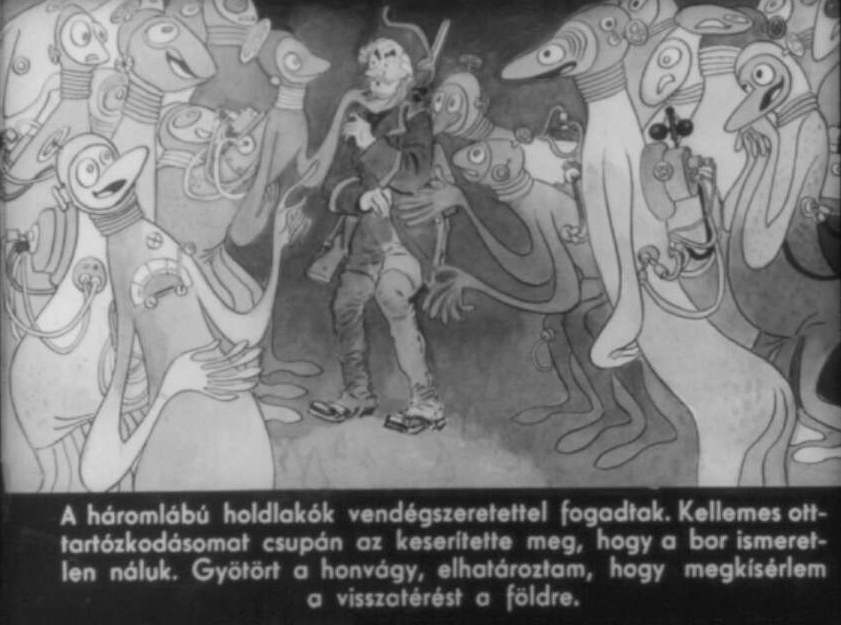 A háromlábú holdlakók vendégszeretettel fogadtak. Kellemes ott-
tartózkodásomat csupán az keserítette meg, hogy a bor ismeret-
len náluk. Gyötört a honvágy, elhatároztam, hogy megkísérlem
a visszatérést a földre.